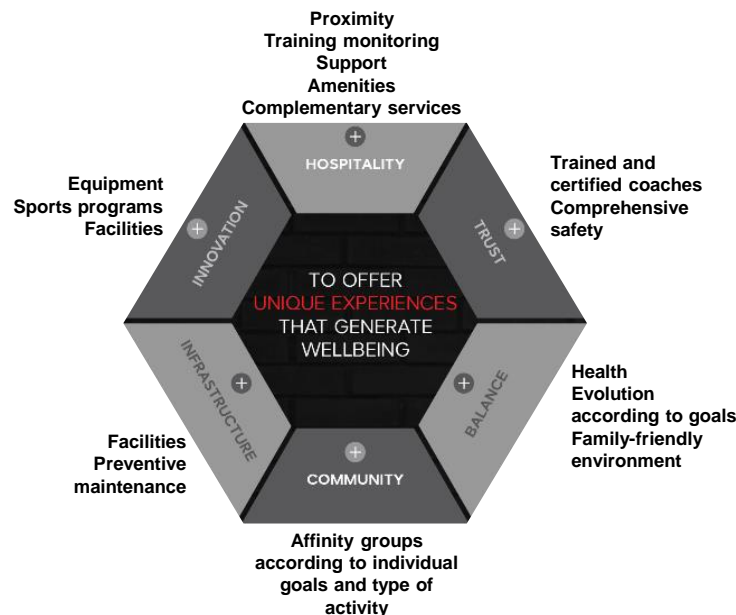 Proximity
Training monitoring
Support
Amenities
Complementary services
HOSPITALITY
Equipment
Sports programs
Facilities
INNOVATION
Trained and
certified coaches
Comprehensive
safety
TRUST
TO OFFER
UNIQUE EXPERIENCES
THAT GENERATE
WELLBEING
INFRASTRUCTURE
Facilities
Preventive
maintenance
BALANCE
Health
Evolution
according to goals
Family-friendly
environment
COMMUNITY
Affinity groups
according to individual
goals and type of
activity